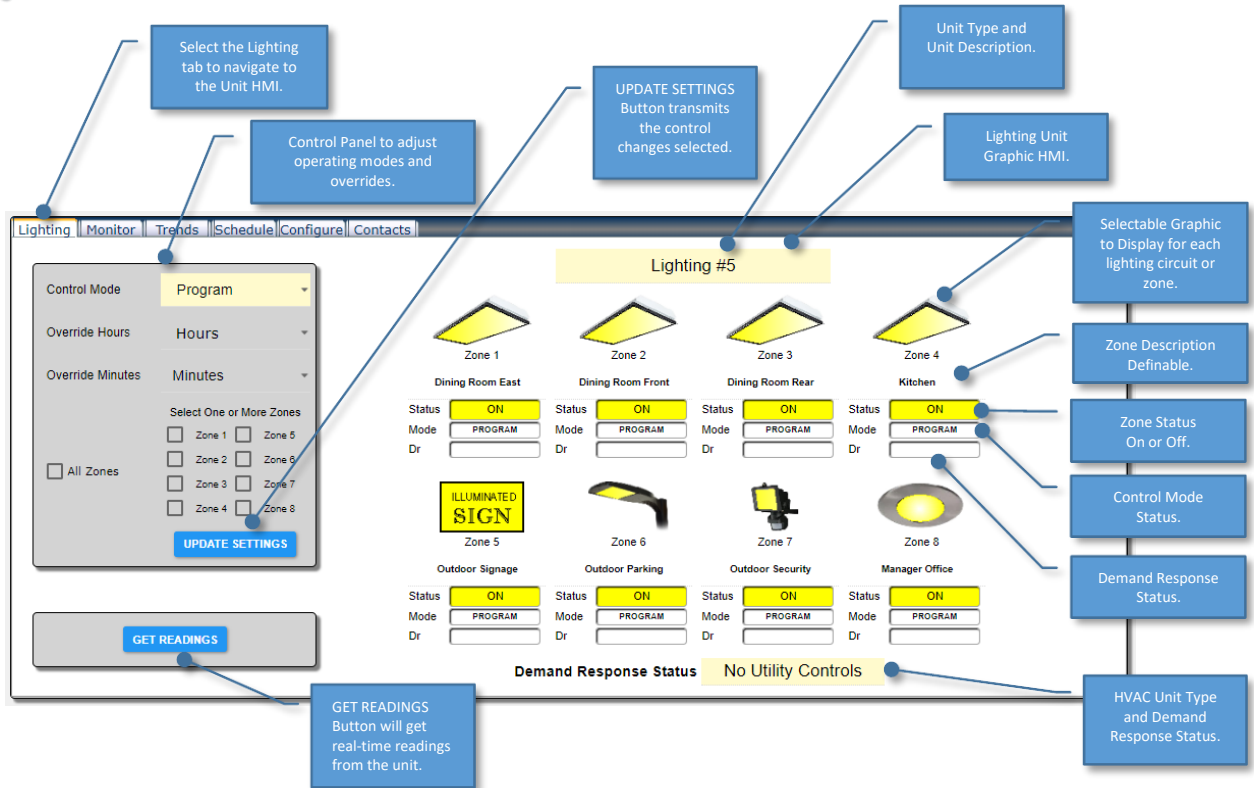 Select the Lighting
tab to navigate to
the Unit HMI.
Unit Type and
Unit Description.
UPDATE SETTINGS
Button transmits
the control
changes selected.
Control Panel to adjust
operating modes and
overrides.
Lighting Unit
Graphic HMI.
Lighting Monitor Trends Schedule Configure Contacts
Selectable Graphic
to Display for each
lighting circuit or
zone.
Control Mode Program
Override Hours Hours
Override Minutes Minutes
Select One or More Zones
Zone 1 Zone 5
Zone 2 Zone 6
All Zones
Zone 3 Zone 7
Zone 4 Zone 8
UPDATE SETTINGS
GET READINGS
Lighting #5
Zone 1 Zone 2 Zone 3 Zone 4
Dining Room East Dining Room Front Dining Room Rear Kitchen
Status ON Status ON Status ON Status ON
Mode PROGRAM Mode PROGRAM Mode PROGRAM Mode PROGRAM
Dr Dr Dr Dr
ILLUMINATED
SIGN
Zone 5 Zone 6 Zone 7 Zone 8
Outdoor Signage Outdoor Parking Outdoor Security Manager Office
Status ON Status ON Status ON Status ON
Mode PROGRAM Mode PROGRAM Mode PROGRAM Mode PROGRAM
Dr Dr Dr Dr
Demand Response Status No Utility Controls
Zone Description
Definable.
Zone Status
On or Off.
Control Mode
Status.
Demand Response
Status.
HVAC Unit Type
and Demand
Response Status.
GET READINGS
Button will get
real-time readings
from the unit.